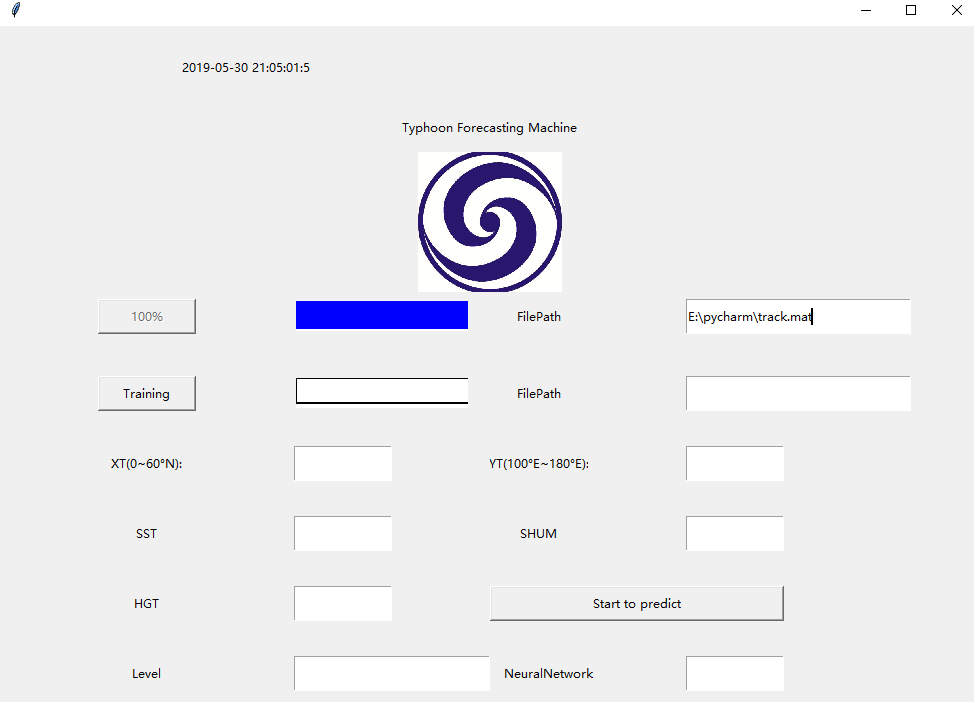 2019-05-30 21:05:01:5
Typhoon Forecasting Machine
100% FilePath E:\pycharm\track.mat
Training FilePath
XT(0~60°N): YT(100°E~180°E):
SST SHUM
HGT Start to predict
Level NeuralNetwork